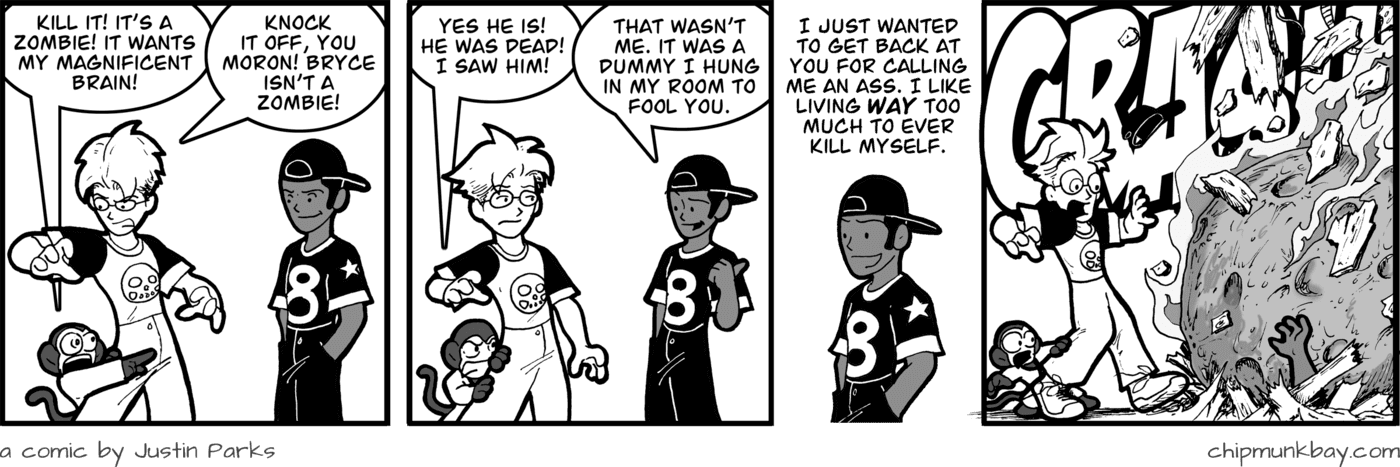 KILL IT! IT'S A
ZOMBIE! IT WANTS
MY MAGNIFICENT
BRAIN!
KNOCK
IT OFF, YOU
MORON! BRYCE
ISN'T A
ZOMBIE!
8
YES HE IS!
HE WAS DEAD!
I SAW HIM!
THAT WASN'T
ME. IT WAS A
DUMMY I HUNG
IN MY ROOM TO
FOOL YOU.
8
I JUST WANTED
TO GET BACK AT
YOU FOR CALLING
ME AN ASS. I LIKE
LIVING WAY TOO
MUCH TO EVER
KILL MYSELF.
8
a comic by Justin Parks
chipmunkbay.com